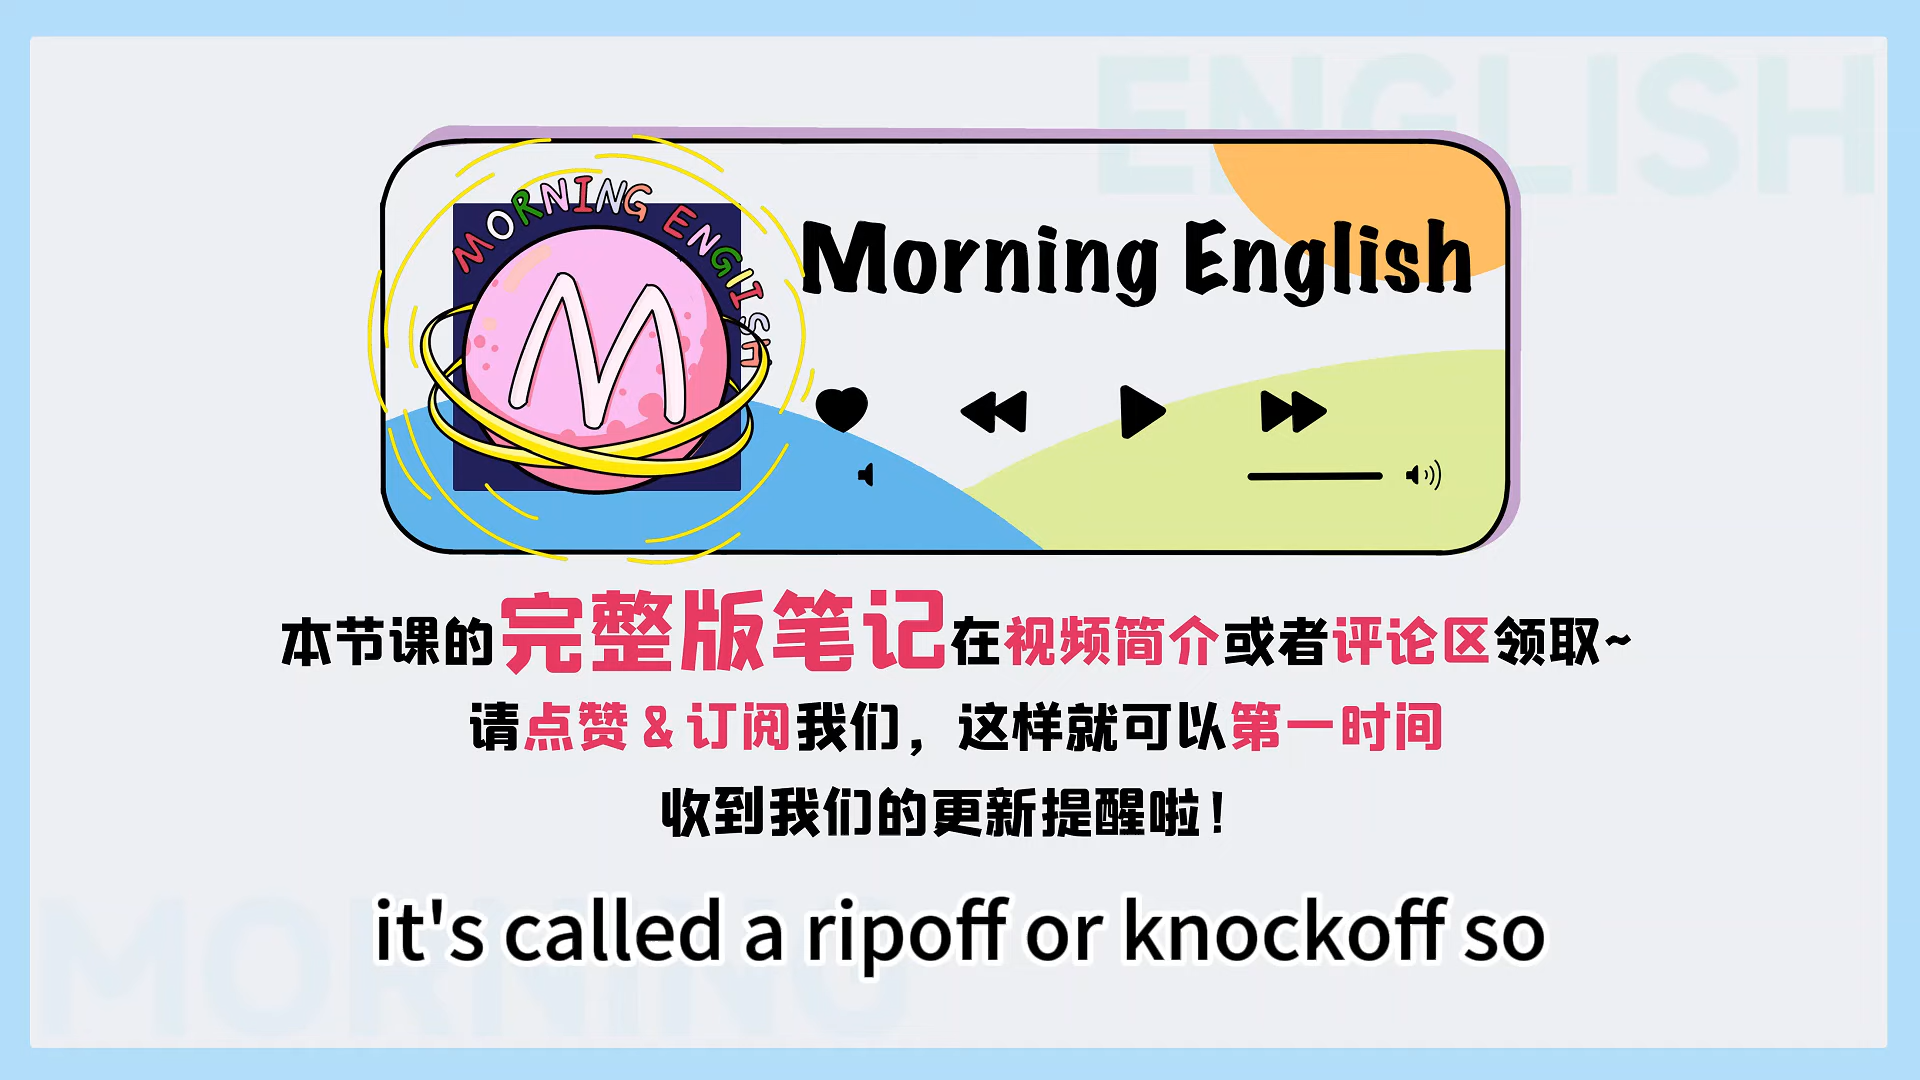 ENGLISH
MORNING ENGLISH
M
Morning English
本节课的完整版笔记在视频简介或者评论区领取~
请点赞&订阅我们，这样就可以第一时间
收到我们的更新提醒啦！
it's called a ripoff or knockoff so
MORNING